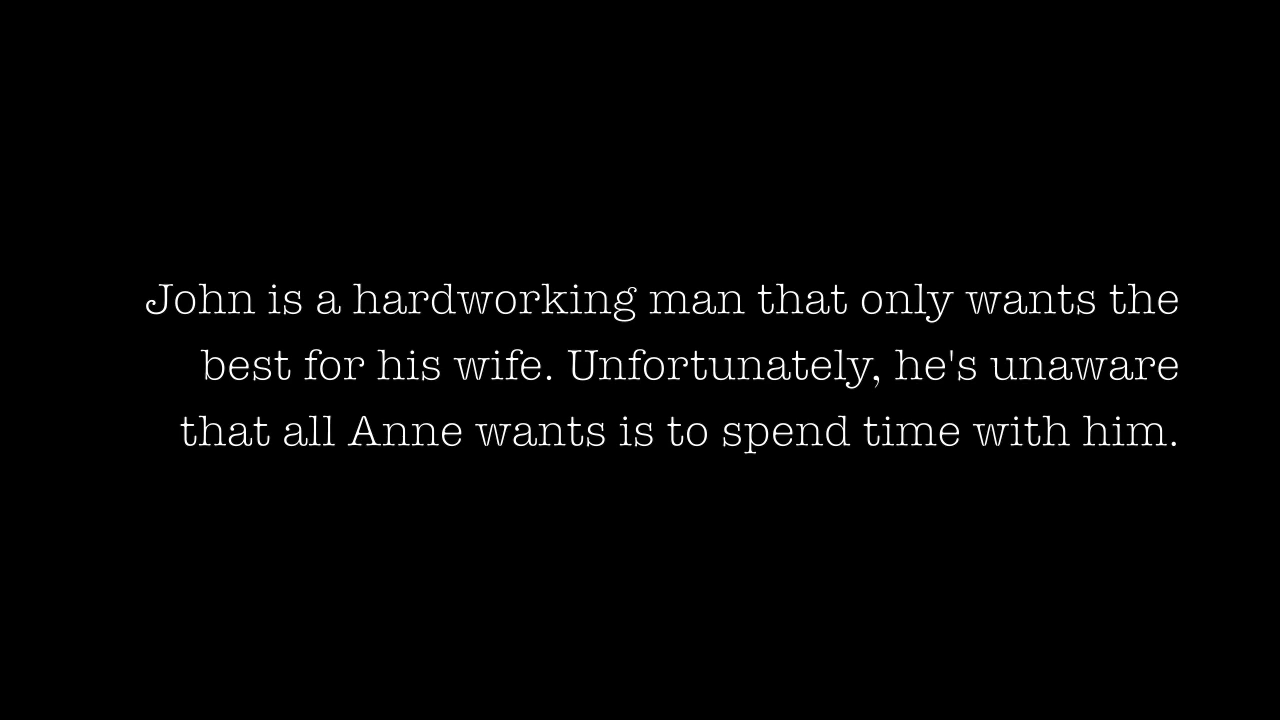 John is a hardworking man that only wants the
best for his wife. Unfortunately, he's unaware
that all Anne wants is to spend time with him.